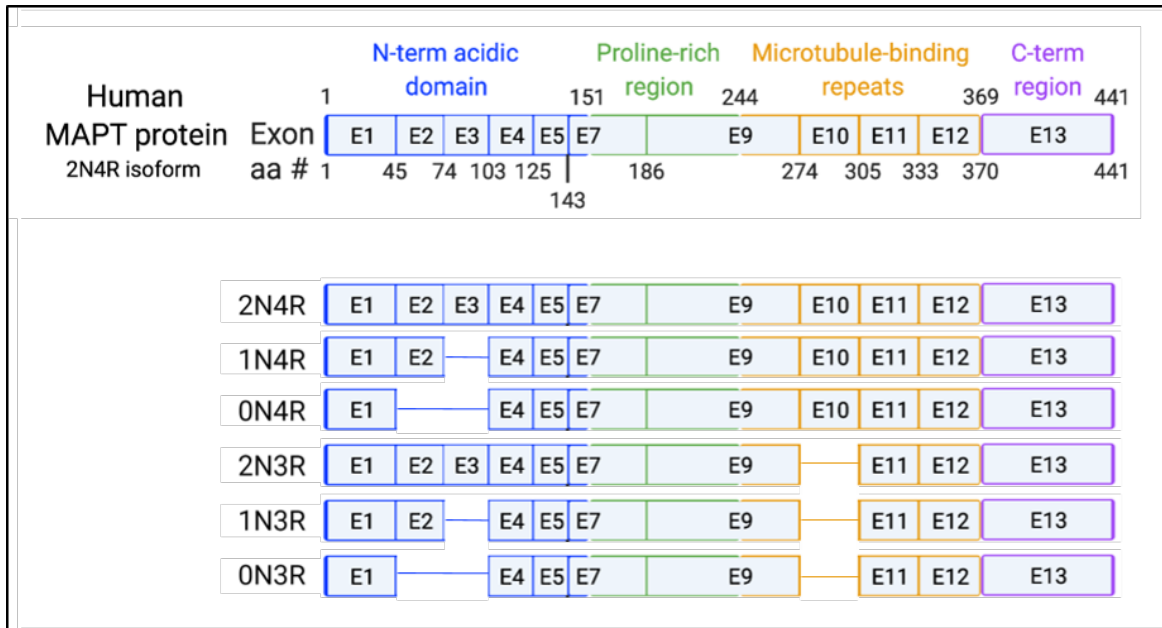 N-term acidic domain Proline-rich region Microtubule-binding repeats C-term region
1 151 244 369 441
Human MAPT protein
2N4R isoform
Exon E1 E2 E3 E4 E5 E7 E9 E10 E11 E12 E13
aa # 1 45 74 103 125 186 274 305 333 370 441
143
2N4R E1 E2 E3 E4 E5 E7 E9 E10 E11 E12 E13
1N4R E1 E2 E4 E5 E7 E9 E10 E11 E12 E13
0N4R E1 E4 E5 E7 E9 E10 E11 E12 E13
2N3R E1 E2 E3 E4 E5 E7 E9 E11 E12 E13
1N3R E1 E2 E4 E5 E7 E9 E11 E12 E13
0N3R E1 E4 E5 E7 E9 E11 E12 E13